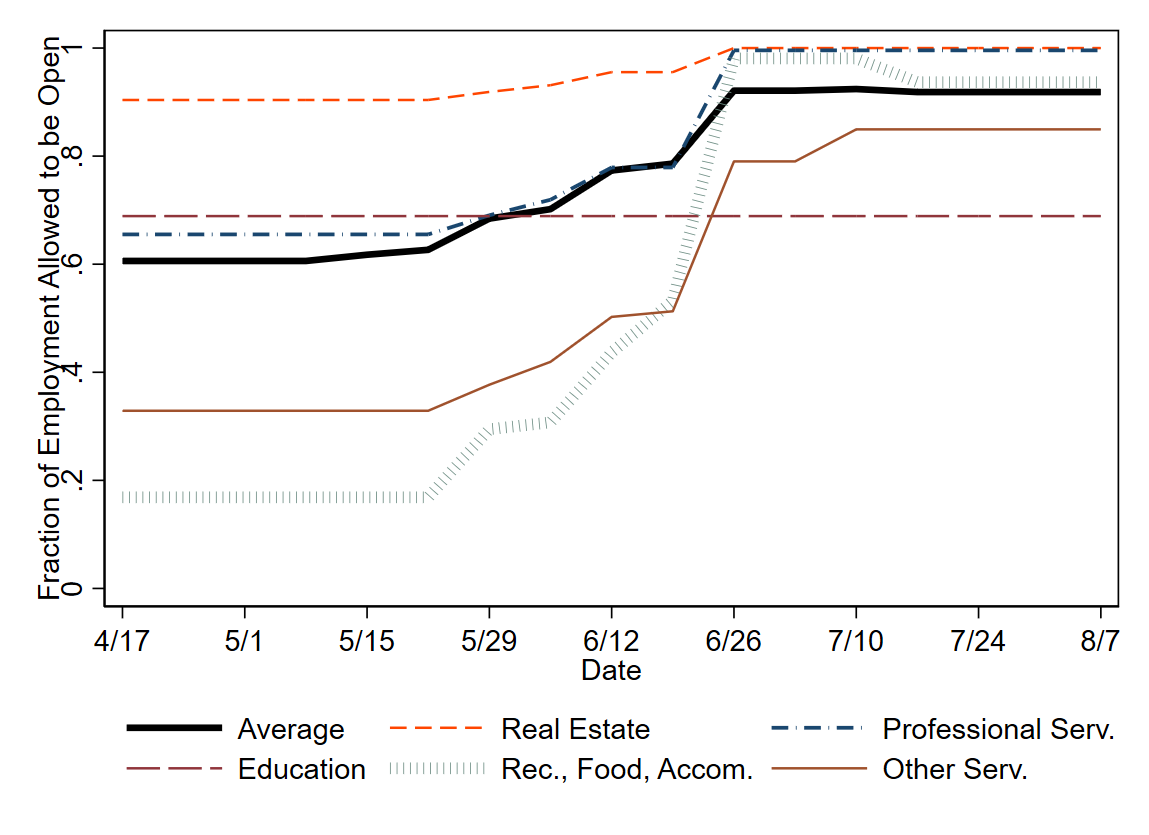 Fraction of Employment Allowed to be Open
1
.8
.6
.4
.2
0
4/17 5/1 5/15 5/29 6/12 6/26 7/10 7/24 8/7
Date
Average Real Estate Professional Serv.
Education Rec., Food, Accom. Other Serv.